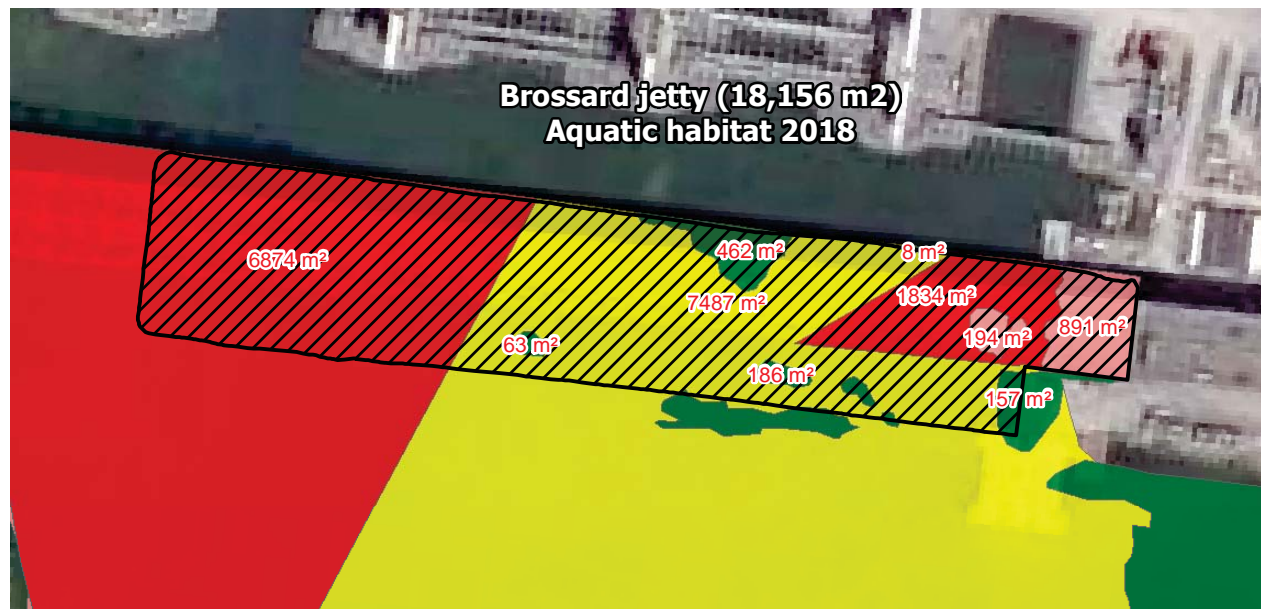 Brossard jetty (18,156 m2)
Aquatic habitat 2018
6874 m²
462 m²
8 m²
7487 m²
1834 m²
63 m²
194 m²
891 m²
186 m²
157 m²